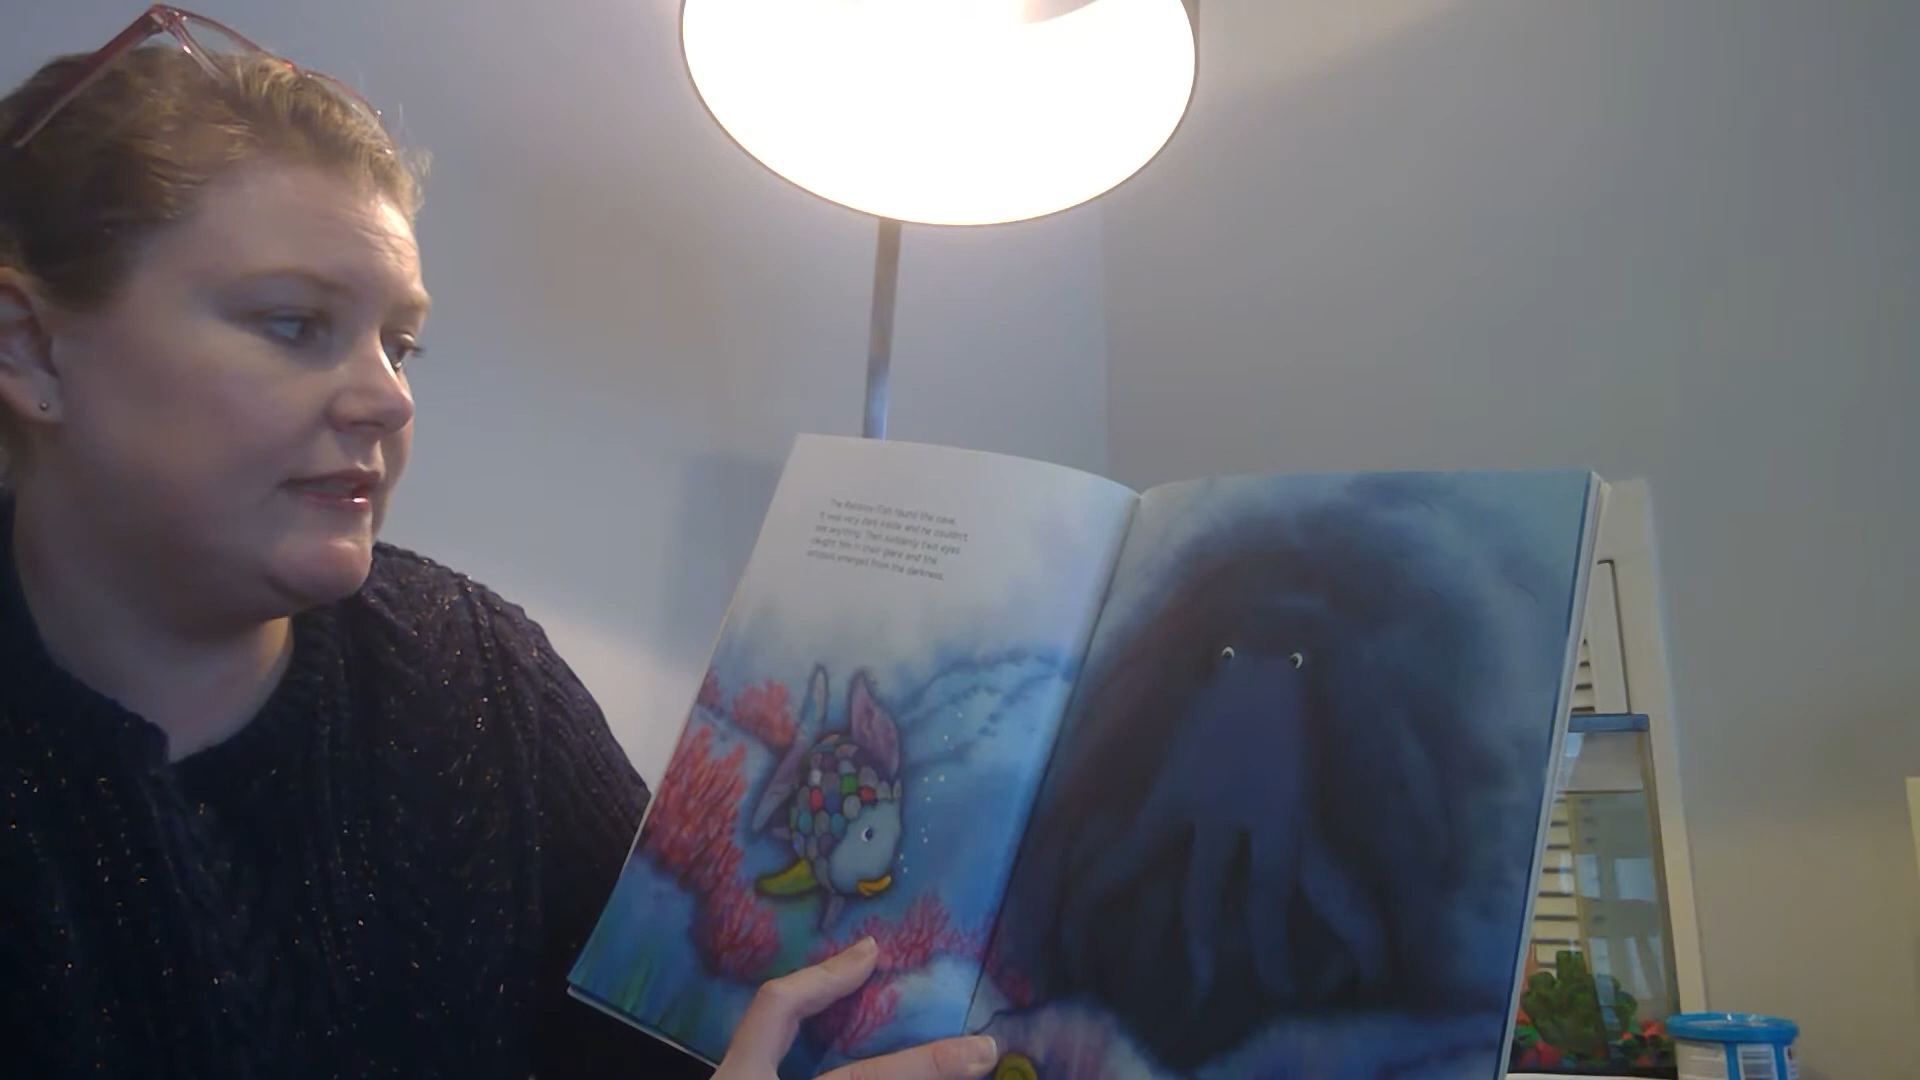 The Rainbow Fish found the cave.
It was very dark inside and he couldn't
see anything. Then suddenly two eyes
caught him in their glare and the
octopus emerged from the darkness.